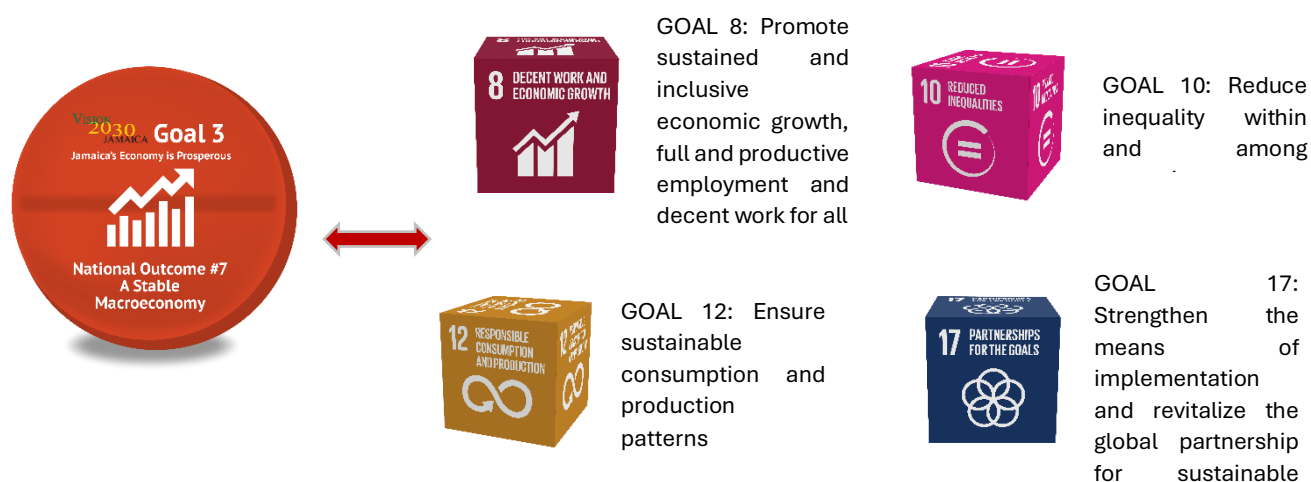 VISION
2030
JAMAICA
Goal 3
Jamaica's Economy is Prosperous
National Outcome #7
A Stable
Macroeconomy
8 DECENT WORK AND
ECONOMIC GROWTH
GOAL 8: Promote
sustained and
inclusive
economic growth,
full and productive
employment and
decent work for all
10 REDUCED
INEQUALITIES
GOAL 10: Reduce
inequality within
and among
12 RESPONSIBLE
CONSUMPTION
AND PRODUCTION
GOAL 12: Ensure
sustainable
consumption and
production
patterns
17 PARTNERSHIPS
FOR THE GOALS
GOAL 17:
Strengthen the
means of
implementation
and revitalize the
global partnership
for sustainable